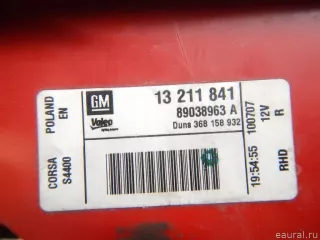 POLAND
EN
CORSA
S4400
GM
Valeo
13 211 841
89038963 A
Duns 368 158 932
19:54:55 100707
12V
RHD R
eaural.ru